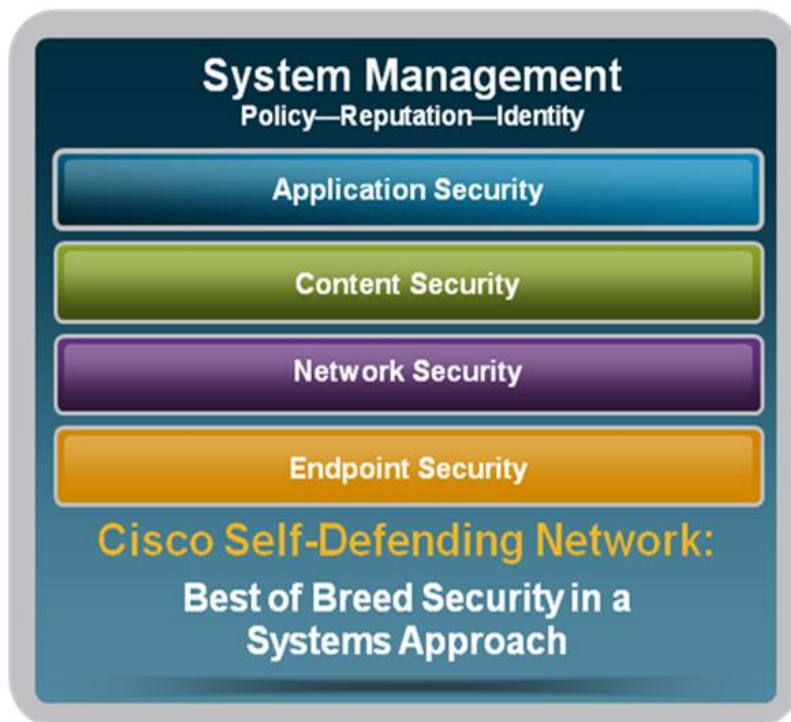 System Management
Policy—Reputation—Identity
Application Security
Content Security
Network Security
Endpoint Security
Cisco Self-Defending Network:
Best of Breed Security in a
Systems Approach